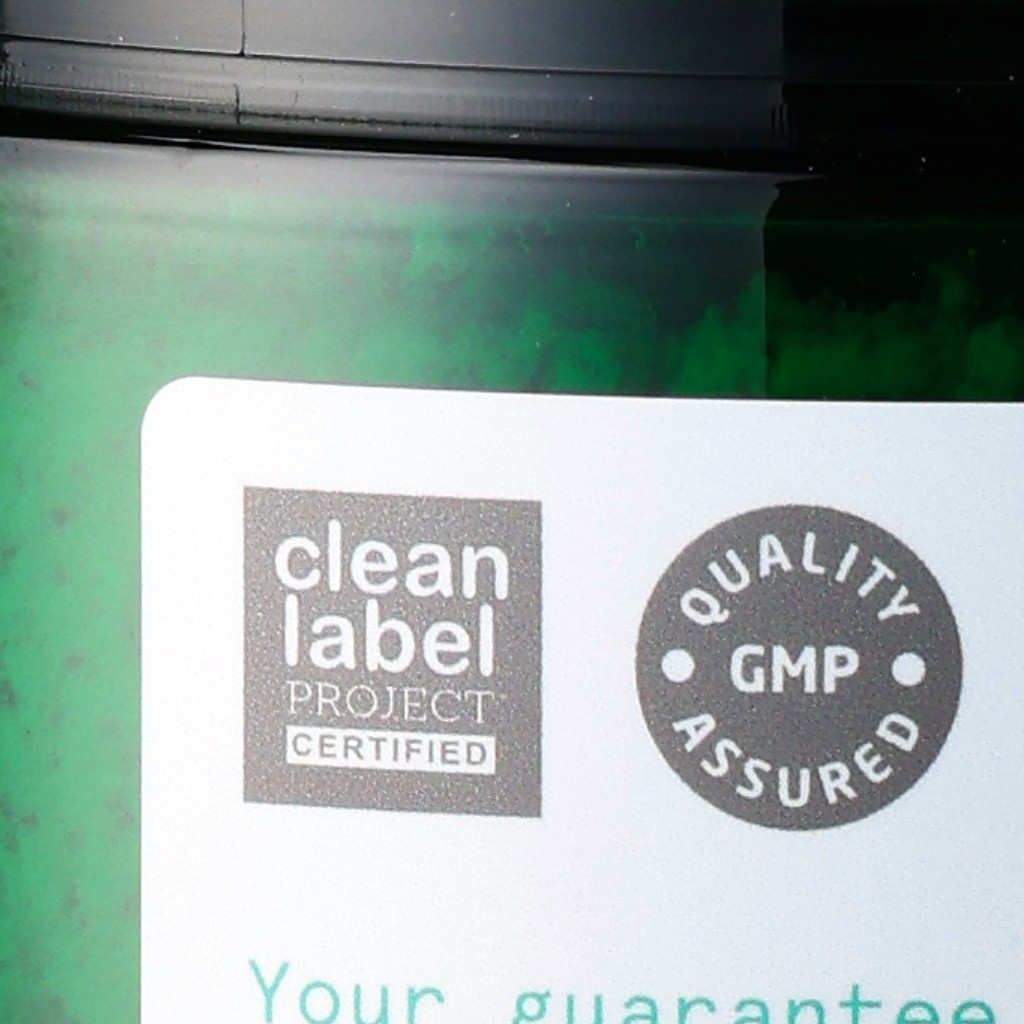 clean
label
PROJECT
CERTIFIED
QUALITY
GMP
ASSURED
Your guarantee